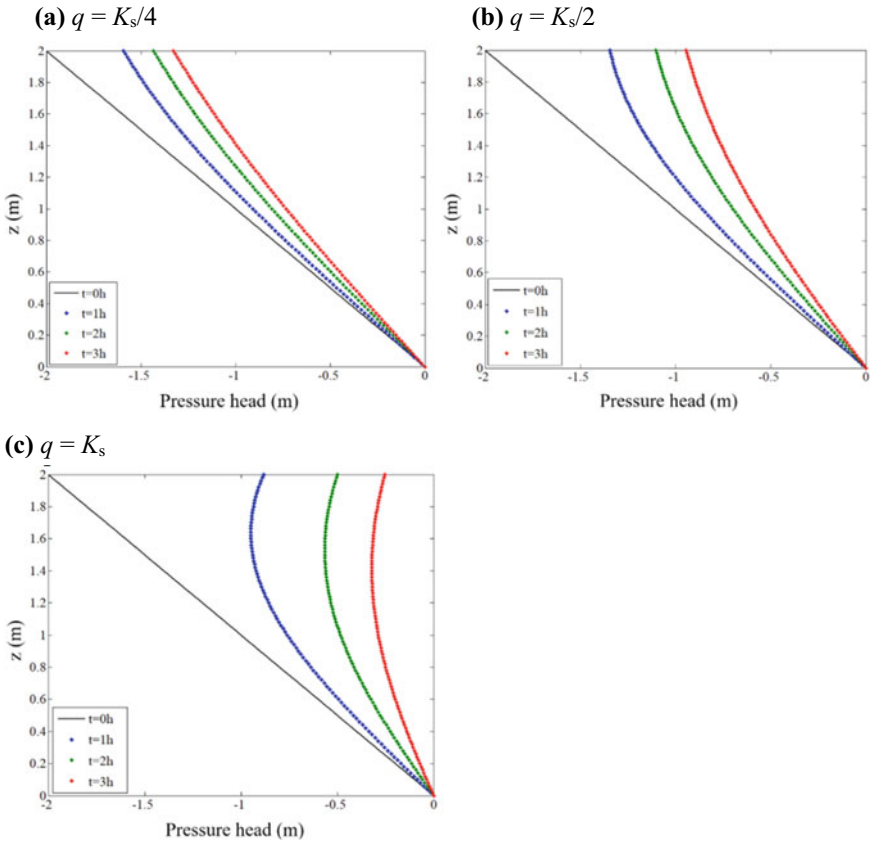 (a) q = Ks/4
2
1.8
1.6
1.4
1.2
1
0.8
0.6
0.4
0.2
0
z (m)
t=0h
t=1h
t=2h
t=3h
-2
-1.5
-1
-0.5
0
Pressure head (m)
(b) q = Ks/2
2
1.8
1.6
1.4
1.2
1
0.8
0.6
0.4
0.2
0
z (m)
t=0h
t=1h
t=2h
t=3h
-2
-1.5
-1
-0.5
0
Pressure head (m)
(c) q = Ks
2
1.8
1.6
1.4
1.2
1
0.8
0.6
0.4
0.2
0
z (m)
t=0h
t=1h
t=2h
t=3h
-2
-1.5
-1
-0.5
0
Pressure head (m)